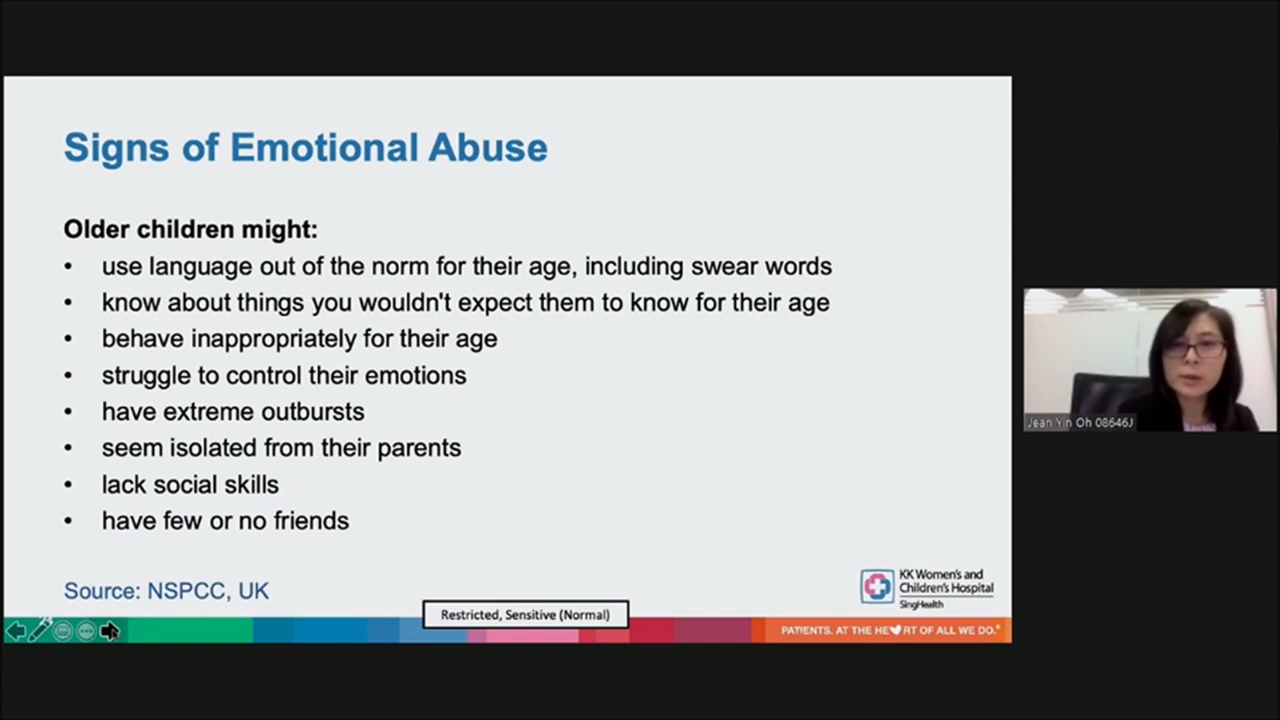 Signs of Emotional Abuse
Older children might:
• use language out of the norm for their age, including swear words
• know about things you wouldn't expect them to know for their age
• behave inappropriately for their age
• struggle to control their emotions
• have extreme outbursts
• seem isolated from their parents
• lack social skills
• have few or no friends
Source: NSPCC, UK
KK Women's and
Children's Hospital
SingHealth
Restricted, Sensitive (Normal)
PATIENTS. AT THE HE♥RT OF ALL WE DO.®
Jean Yin Oh 08646J